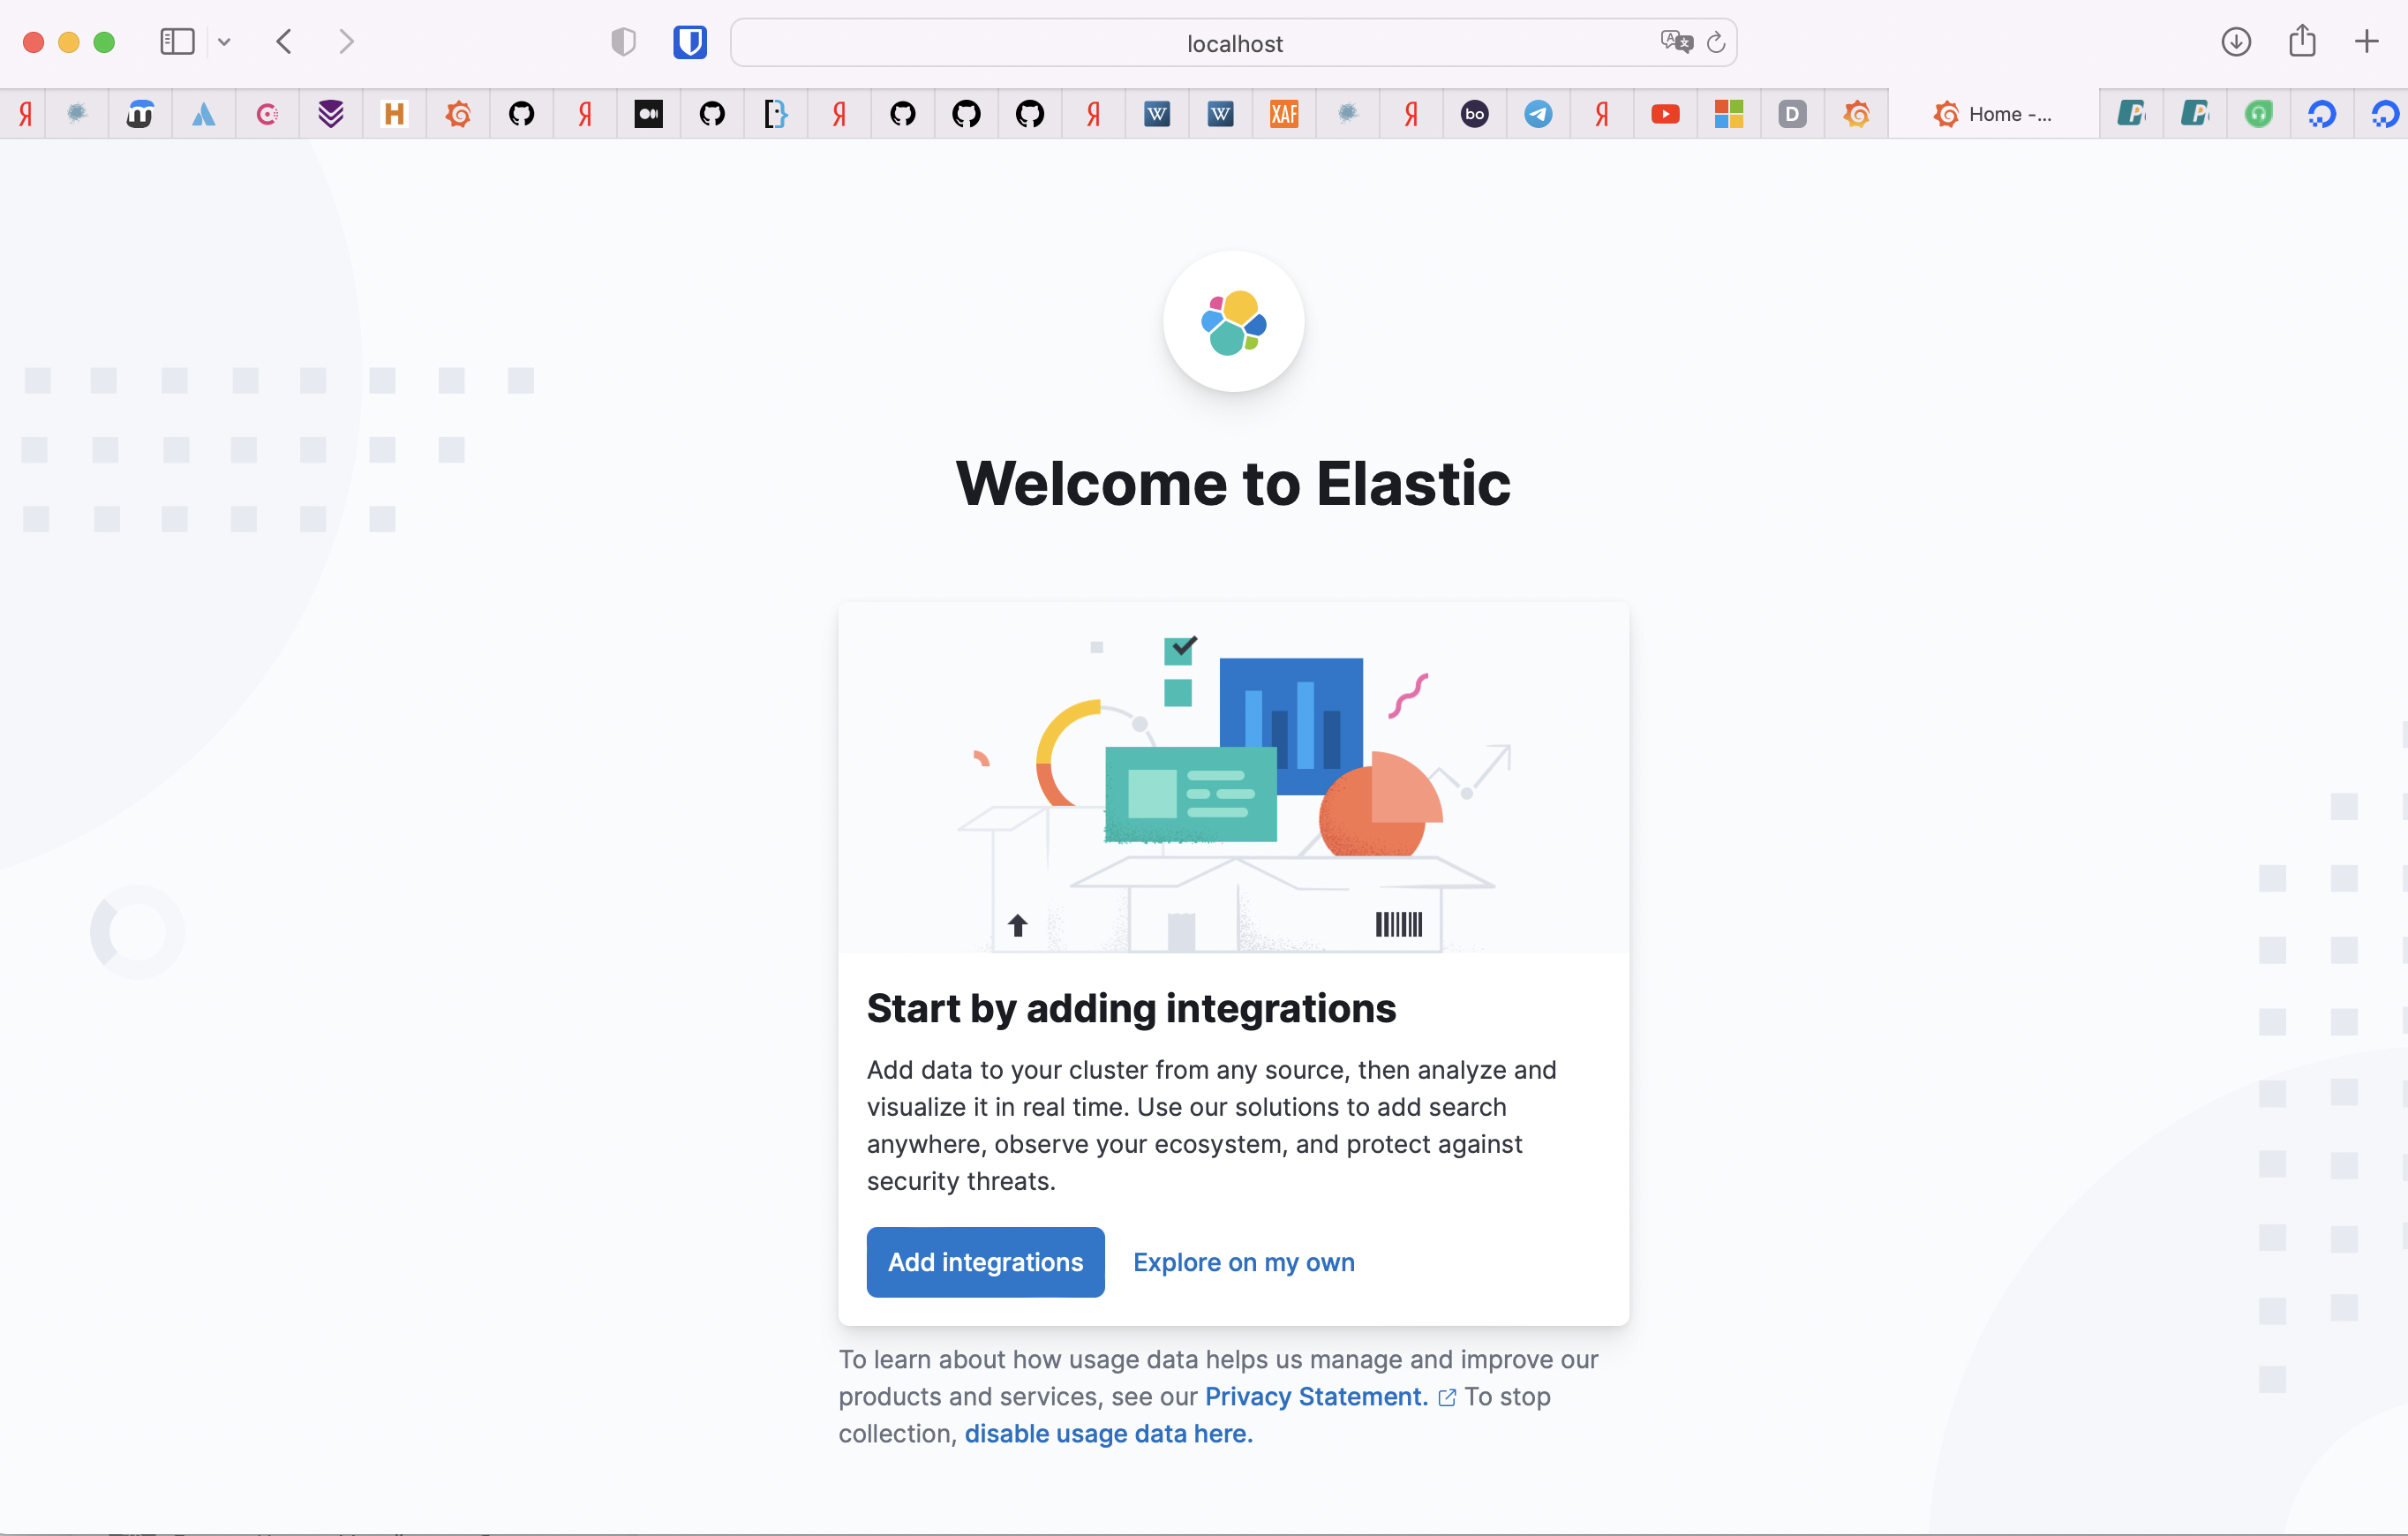 localhost
Home -...
Welcome to Elastic
Start by adding integrations
Add data to your cluster from any source, then analyze and
visualize it in real time. Use our solutions to add search
anywhere, observe your ecosystem, and protect against
security threats.
Add integrations
Explore on my own
To learn about how usage data helps us manage and improve our
products and services, see our Privacy Statement. To stop
collection, disable usage data here.